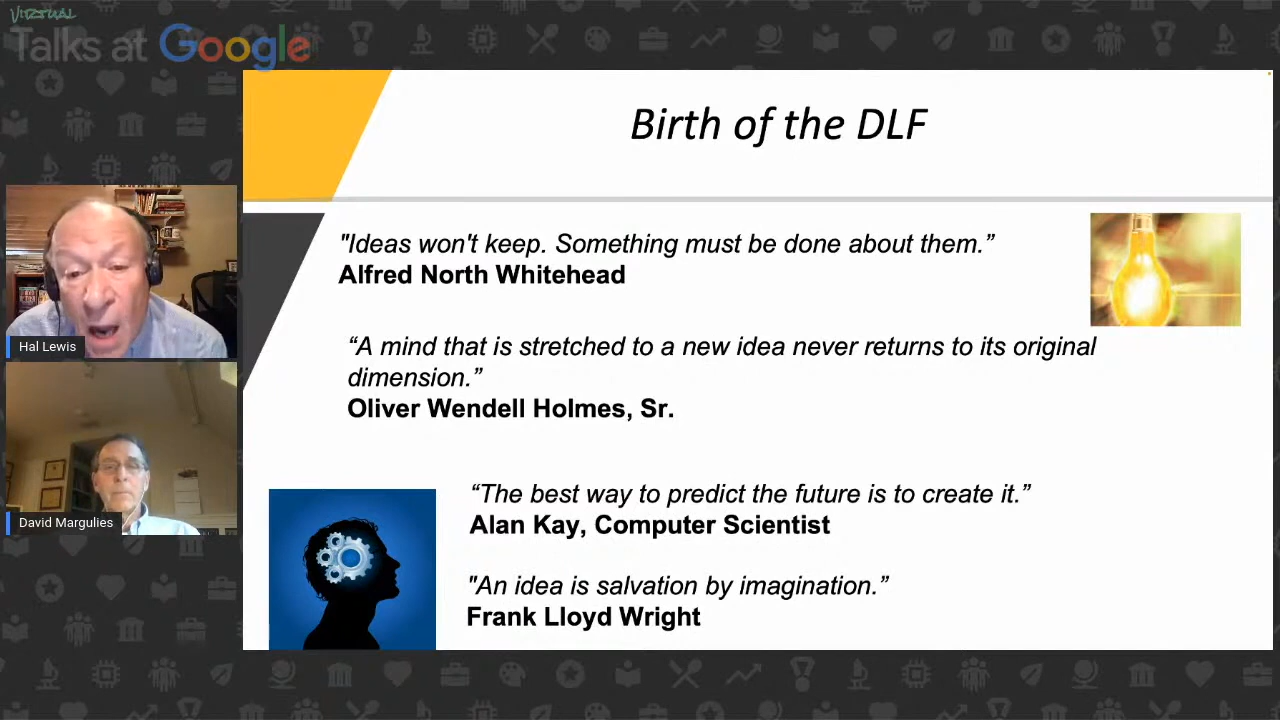 VIRTUAL
Talks at Google
Birth of the DLF
"Ideas won't keep. Something must be done about them.”
Alfred North Whitehead
“A mind that is stretched to a new idea never returns to its original
dimension.”
Oliver Wendell Holmes, Sr.
“The best way to predict the future is to create it.”
Alan Kay, Computer Scientist
"An idea is salvation by imagination.”
Frank Lloyd Wright
Hal Lewis
David Margulies